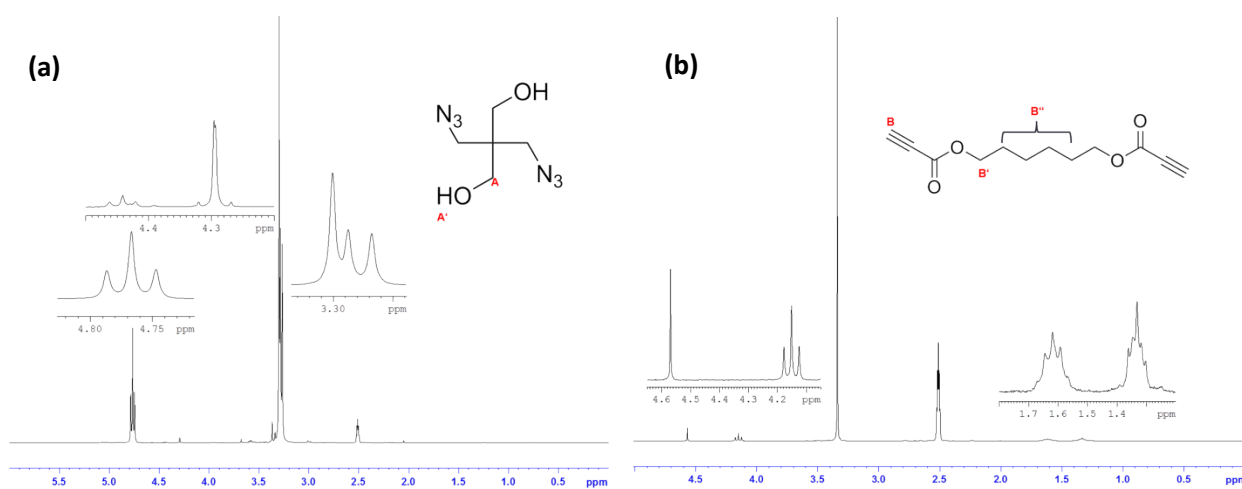 (a)
OH
N3
N3
HO
A
A'
4.4 4.3 ppm
4.80 4.75 ppm
3.30 ppm
5.5 5.0 4.5 4.0 3.5 3.0 2.5 2.0 1.5 1.0 0.5 ppm
(b)
B"
B
O
O
O
O
B'
4.6 4.5 4.4 4.3 4.2 ppm
1.7 1.6 1.5 1.4 ppm
4.5 4.0 3.5 3.0 2.5 2.0 1.5 1.0 0.5 ppm